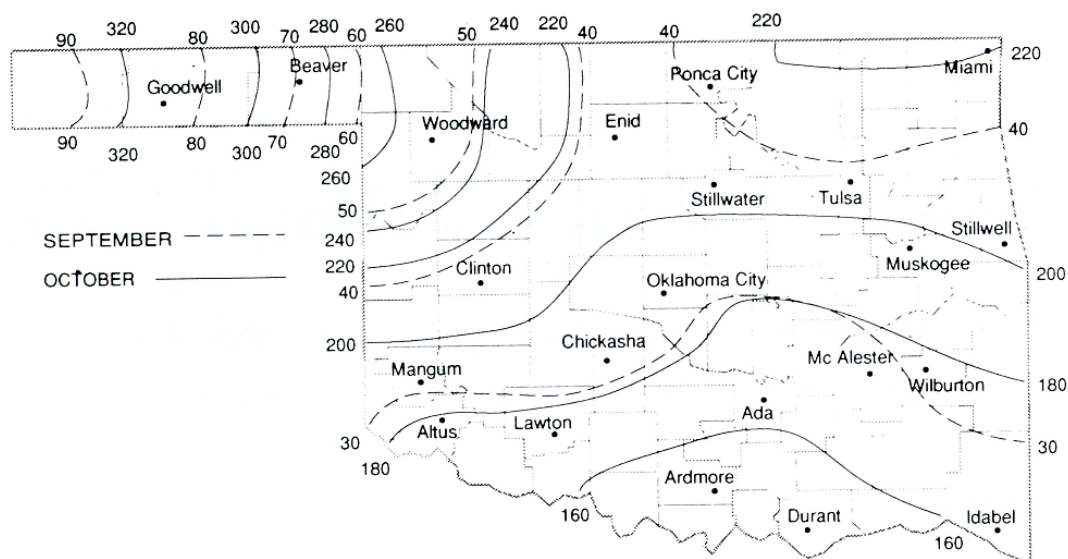 220
90 320 80 300 70 280 60 260 50 240 220 40 40
220
Beaver
Miami
Goodwell
Ponca City
Woodward
Enid
40
90 320 80 300 70 280 60
260
Stillwater
Tulsa
50
SEPTEMBER
240
Stillwell
Muskogee
220
Clinton
OCTOBER
Oklahoma City
200
40
200
Chickasha
Mc Alester
Mangum
Wilburton
180
Ada
Altus
Lawton
30
30
180
Ardmore
160
Durant
160
Idabel